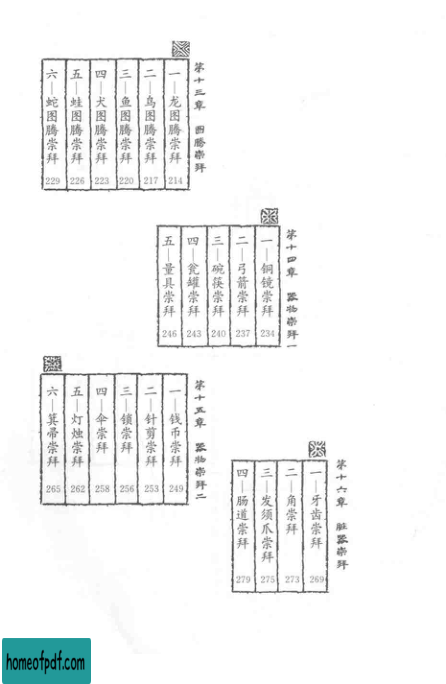 第十三章 图腾崇拜
一——龙图腾崇拜 214
二——鸟图腾崇拜 217
三——鱼图腾崇拜 220
四——犬图腾崇拜 223
五——蛙图腾崇拜 226
六——蛇图腾崇拜 229
第十四章 器物崇拜一
一——铜镜崇拜 234
二——弓箭崇拜 237
三——碗筷崇拜 240
四——瓮罐崇拜 243
五——量具崇拜 246
第十五章 器物崇拜二
一——钱币崇拜 249
二——针剪崇拜 253
三——锁崇拜 256
四——伞崇拜 258
五——灯烛崇拜 262
六——箕帚崇拜 265
第十六章 脏器崇拜
一——牙齿崇拜 269
二——角崇拜 273
三——发须爪崇拜 275
四——肠道崇拜 279
homeofpdf.com